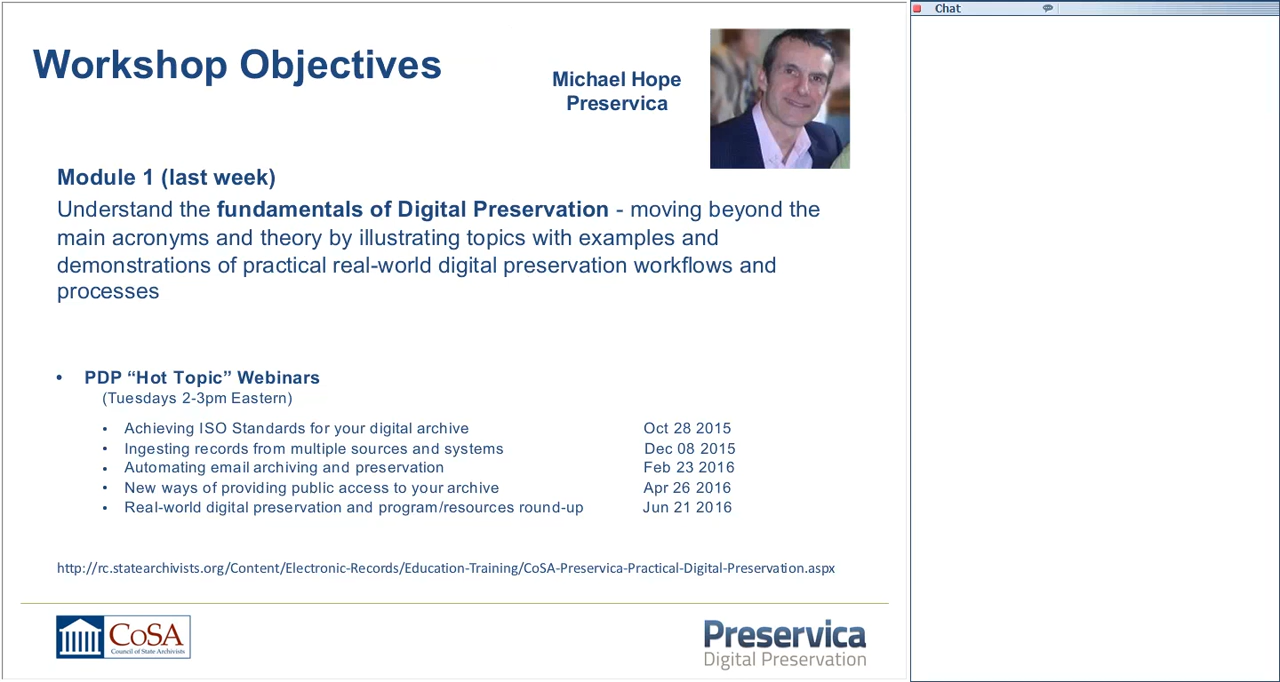 Chat
Workshop Objectives
Michael Hope
Preservica
Module 1 (last week)
Understand the fundamentals of Digital Preservation - moving beyond the
main acronyms and theory by illustrating topics with examples and
demonstrations of practical real-world digital preservation workflows and
processes
• PDP “Hot Topic” Webinars
(Tuesdays 2-3pm Eastern)
• Achieving ISO Standards for your digital archive Oct 28 2015
• Ingesting records from multiple sources and systems Dec 08 2015
• Automating email archiving and preservation Feb 23 2016
• New ways of providing public access to your archive Apr 26 2016
• Real-world digital preservation and program/resources round-up Jun 21 2016
http://rc.statearchivists.org/Content/Electronic-Records/Education-Training/CoSA-Preservica-Practical-Digital-Preservation.aspx
CoSA
Council of State Archivists
Preservica
Digital Preservation